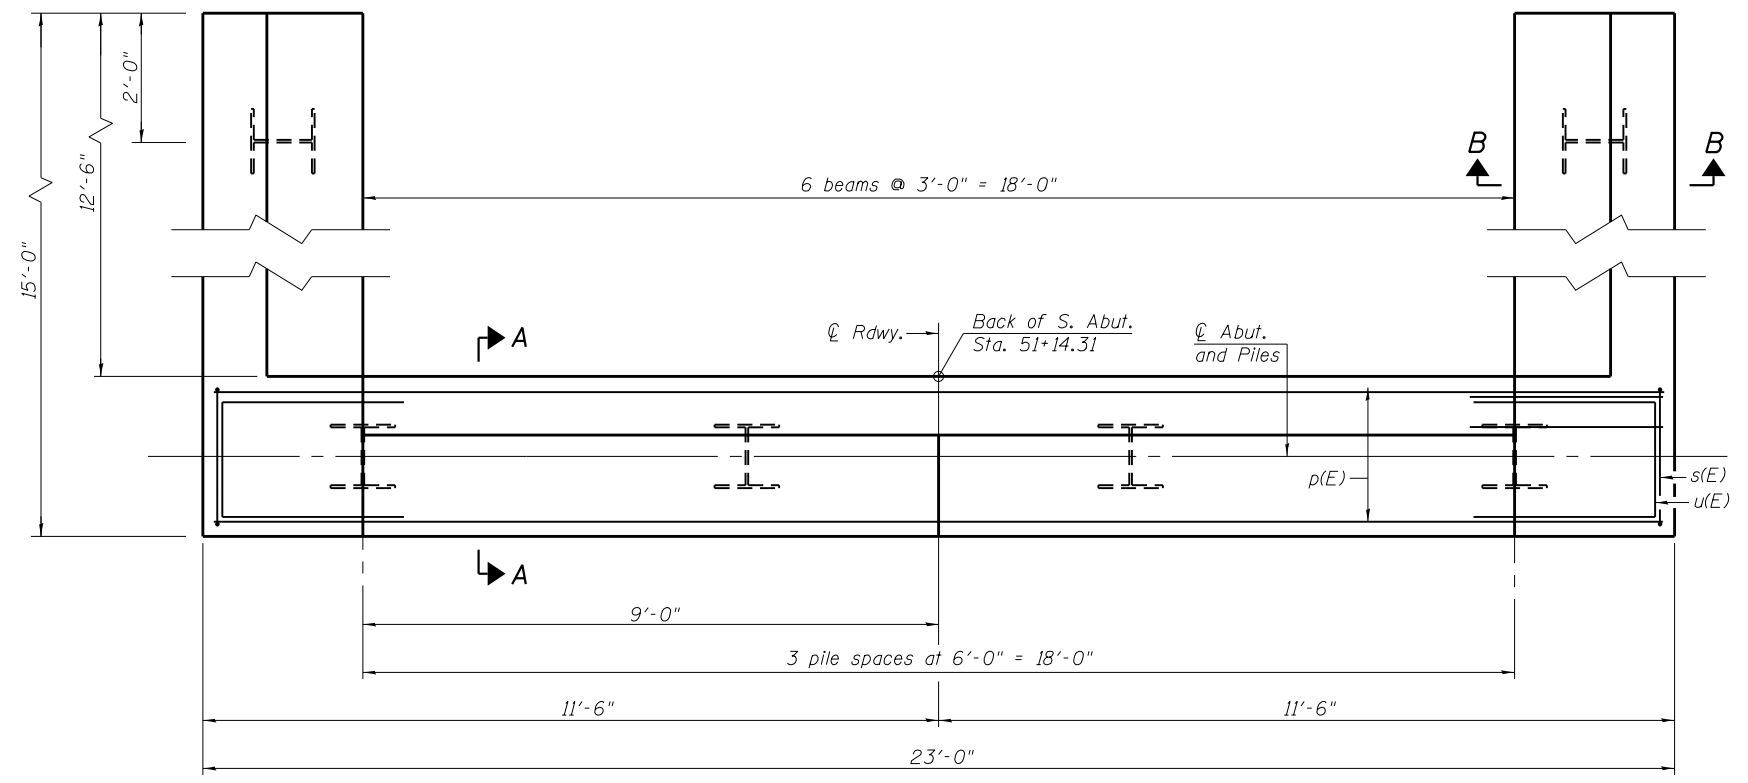 2'-0"
12'-6"
15'-0"
6 beams @ 3'-0" = 18'-0"
B
B
A
℄ Rdwy.
Back of S. Abut.
Sta. 51+14.31
℄ Abut.
and Piles
p(E)
s(E)
u(E)
A
9'-0"
3 pile spaces at 6'-0" = 18'-0"
11'-6"
11'-6"
23'-0"